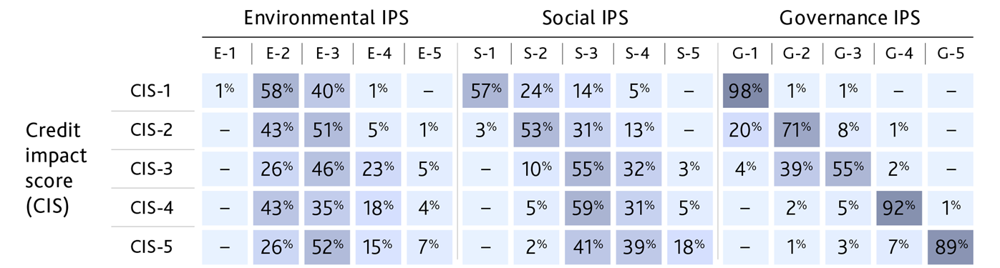 Environmental IPS Social IPS Governance IPS
E-1 E-2 E-3 E-4 E-5 S-1 S-2 S-3 S-4 S-5 G-1 G-2 G-3 G-4 G-5
Credit
impact
score
(CIS)
CIS-1 1% 58% 40% 1% – 57% 24% 14% 5% – 98% 1% 1% – –
CIS-2 – 43% 51% 5% 1% 3% 53% 31% 13% – 20% 71% 8% 1% –
CIS-3 – 26% 46% 23% 5% – 10% 55% 32% 3% 4% 39% 55% 2% –
CIS-4 – 43% 35% 18% 4% – 5% 59% 31% 5% – 2% 5% 92% 1%
CIS-5 – 26% 52% 15% 7% – 2% 41% 39% 18% – 1% 3% 7% 89%